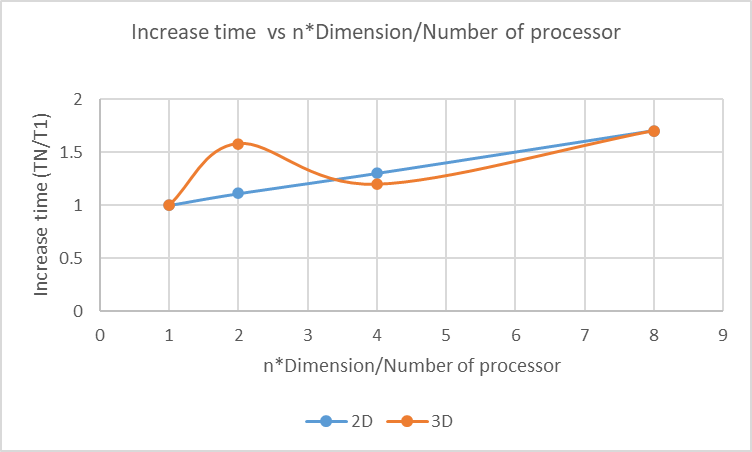 Increase time  vs n*Dimension/Number of processor
Increase time (TN/T1)
2
1.5
1
0.5
0
0 1 2 3 4 5 6 7 8 9
n*Dimension/Number of processor
2D 3D